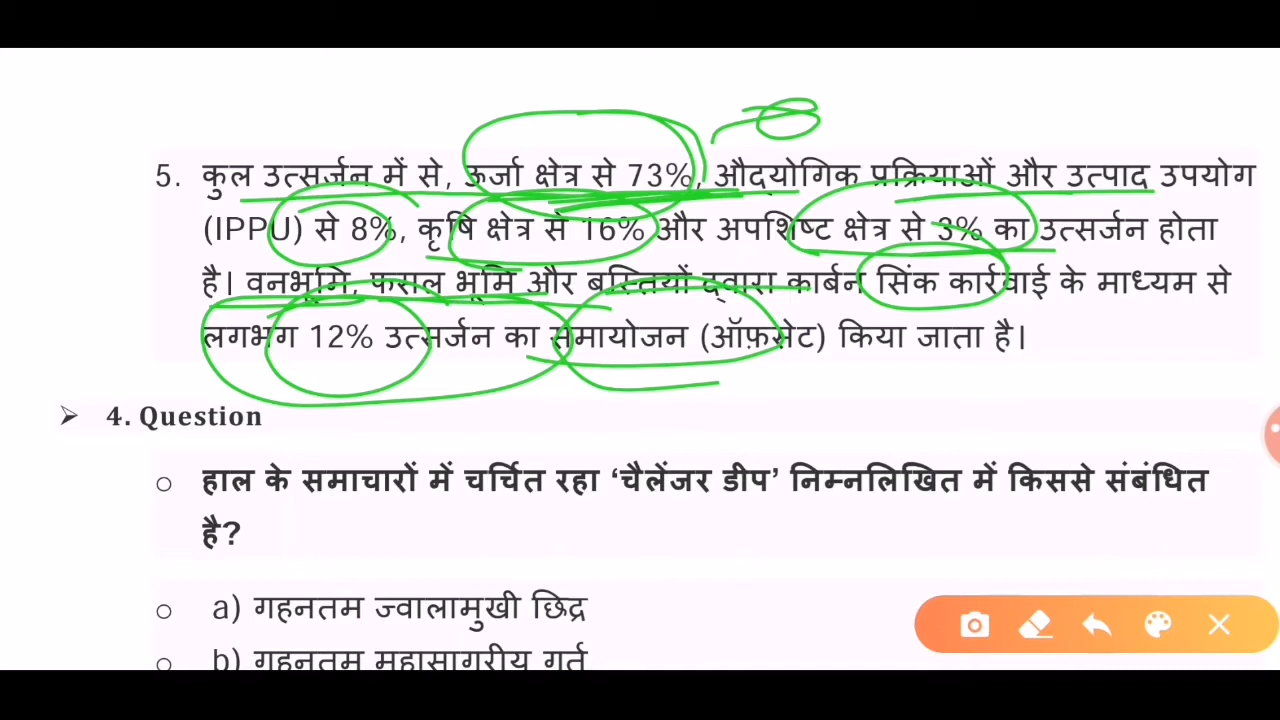 5. कुल उत्सर्जन में से, ऊर्जा क्षेत्र से 73%, औद्योगिक प्रक्रियाओं और उत्पाद उपयोग
(IPPU) से 8%, कृषि क्षेत्र से 16% और अपशिष्ट क्षेत्र से 3% का उत्सर्जन होता
है। वनभूमि, फसल भूमि और बस्तियों द्वारा कार्बन सिंक कार्रवाई के माध्यम से
लगभग 12% उत्सर्जन का समायोजन (ऑफ़सेट) किया जाता है।
➢ 4. Question
o हाल के समाचारों में चर्चित रहा ‘चैलेंजर डीप’ निम्नलिखित में किससे संबंधित
है?
o a) गहनतम ज्वालामुखी छिद्र
o b) गहनतम महासागरीय गर्त